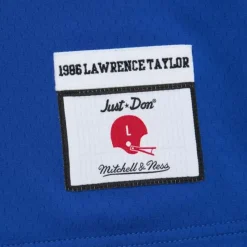 1986 LAWRENCE TAYLOR
Just Don
L
Mitchell & Ness